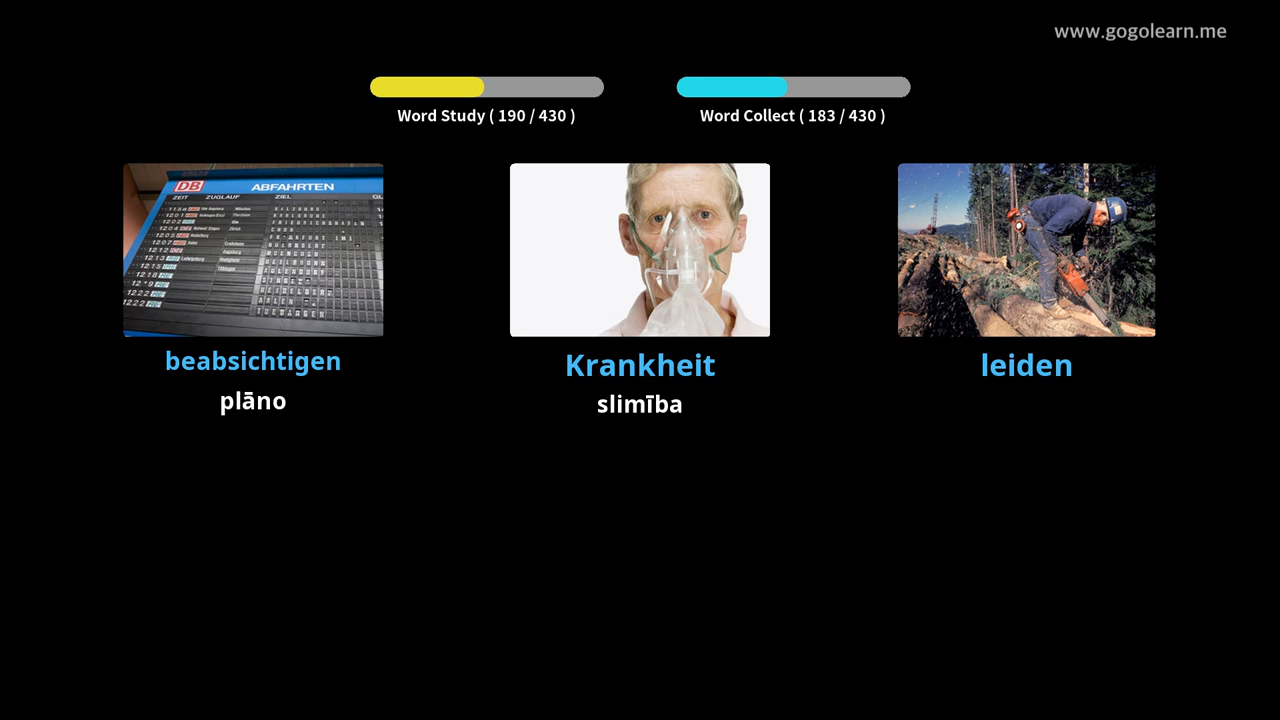 www.gogolearn.me
Word Study ( 190 / 430 )
Word Collect ( 183 / 430 )
DB ABFAHRTEN
ZEIT ZUGLAUF ZIEL
beabsichtigen
plāno
Krankheit
slimība
leiden